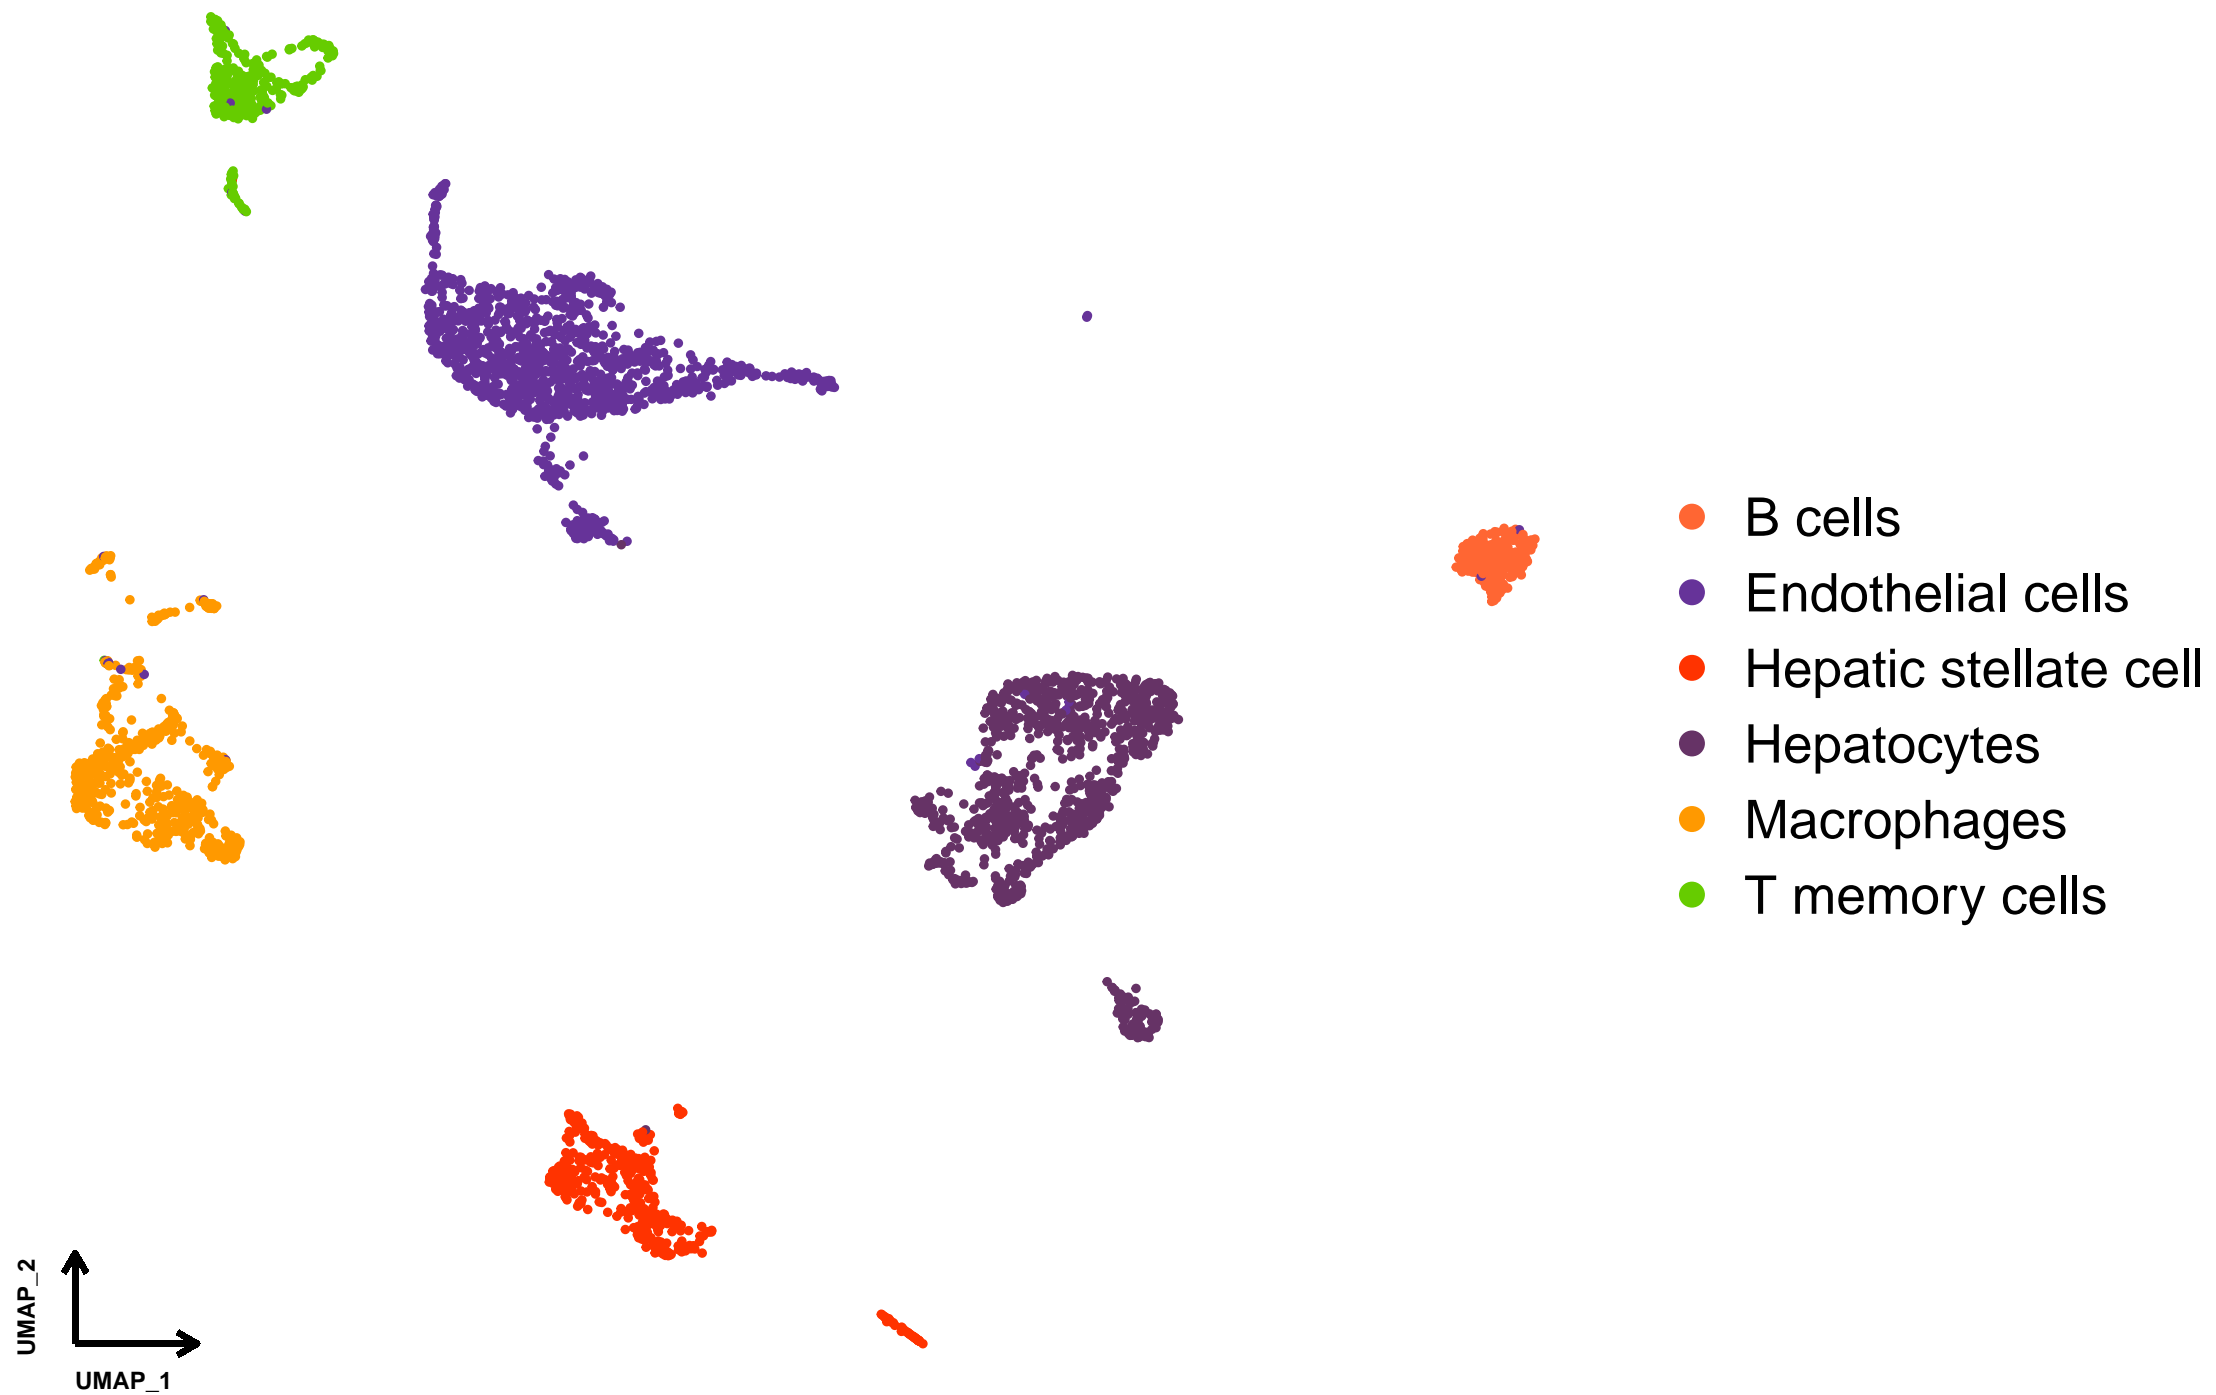 B cells
Endothelial cells
Hepatic stellate cell
Hepatocytes
Macrophages
T memory cells
UMAP_2
UMAP_1